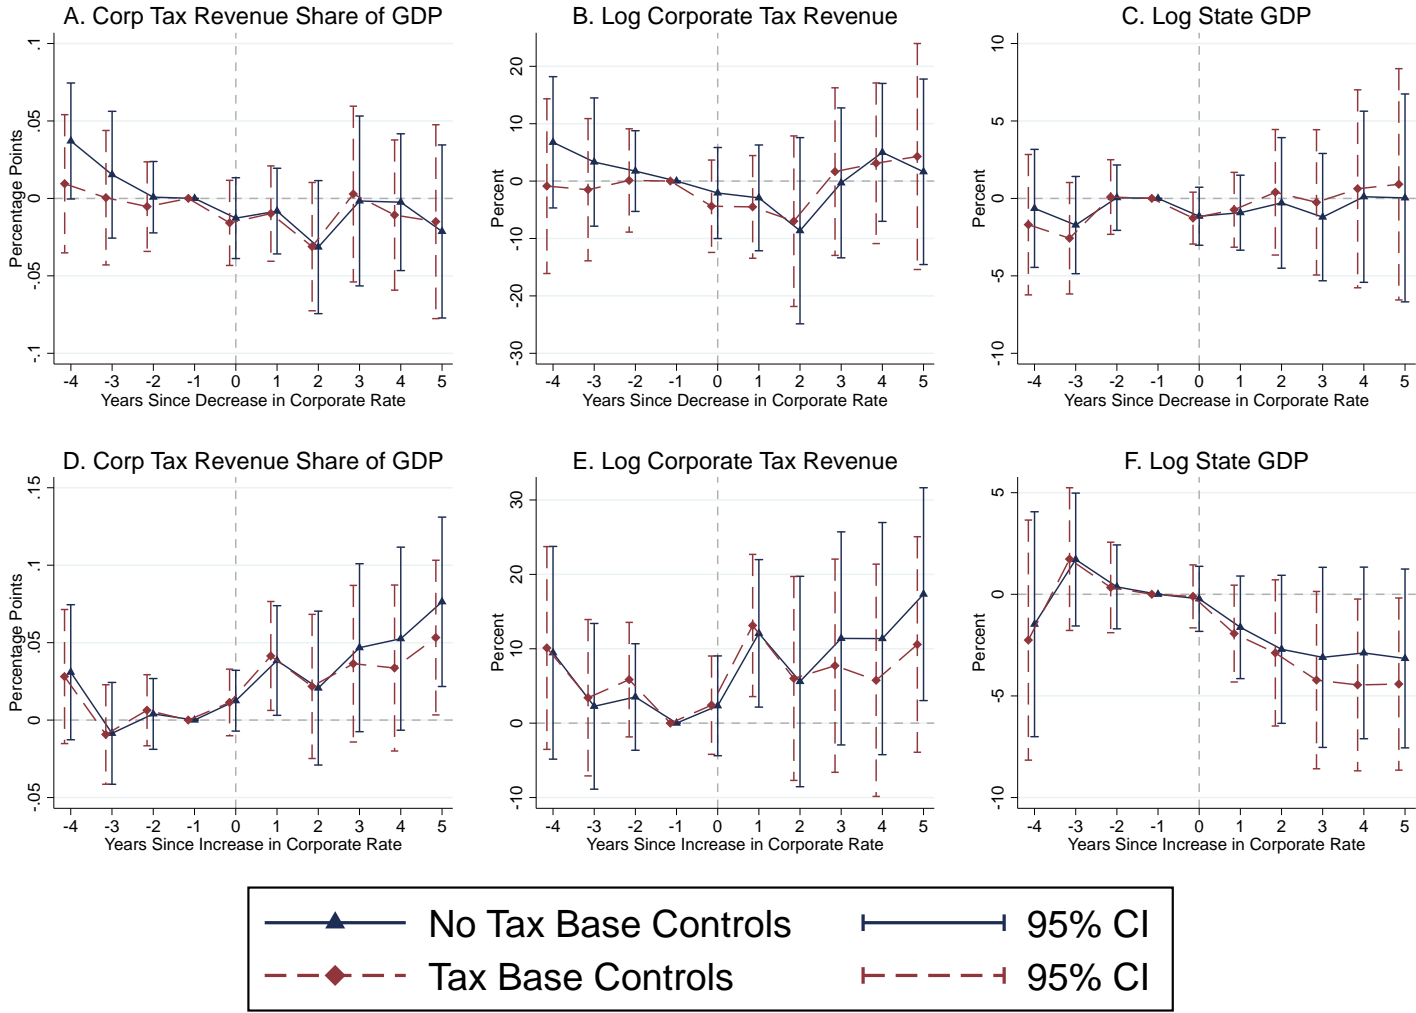 A. Corp Tax Revenue Share of GDP
B. Log Corporate Tax Revenue
C. Log State GDP
Percentage Points
.1
.05
0
-.05
-.1
-4 -3 -2 -1 0 1 2 3 4 5
Years Since Decrease in Corporate Rate
Percent
20
10
0
-10
-20
-30
-4 -3 -2 -1 0 1 2 3 4 5
Years Since Decrease in Corporate Rate
Percent
10
5
0
-5
-10
-4 -3 -2 -1 0 1 2 3 4 5
Years Since Decrease in Corporate Rate
D. Corp Tax Revenue Share of GDP
E. Log Corporate Tax Revenue
F. Log State GDP
Percentage Points
.15
.1
.05
0
-.05
-4 -3 -2 -1 0 1 2 3 4 5
Years Since Increase in Corporate Rate
Percent
30
20
10
0
-10
-4 -3 -2 -1 0 1 2 3 4 5
Years Since Increase in Corporate Rate
Percent
5
0
-5
-10
-4 -3 -2 -1 0 1 2 3 4 5
Years Since Increase in Corporate Rate
No Tax Base Controls 95% CI
Tax Base Controls 95% CI